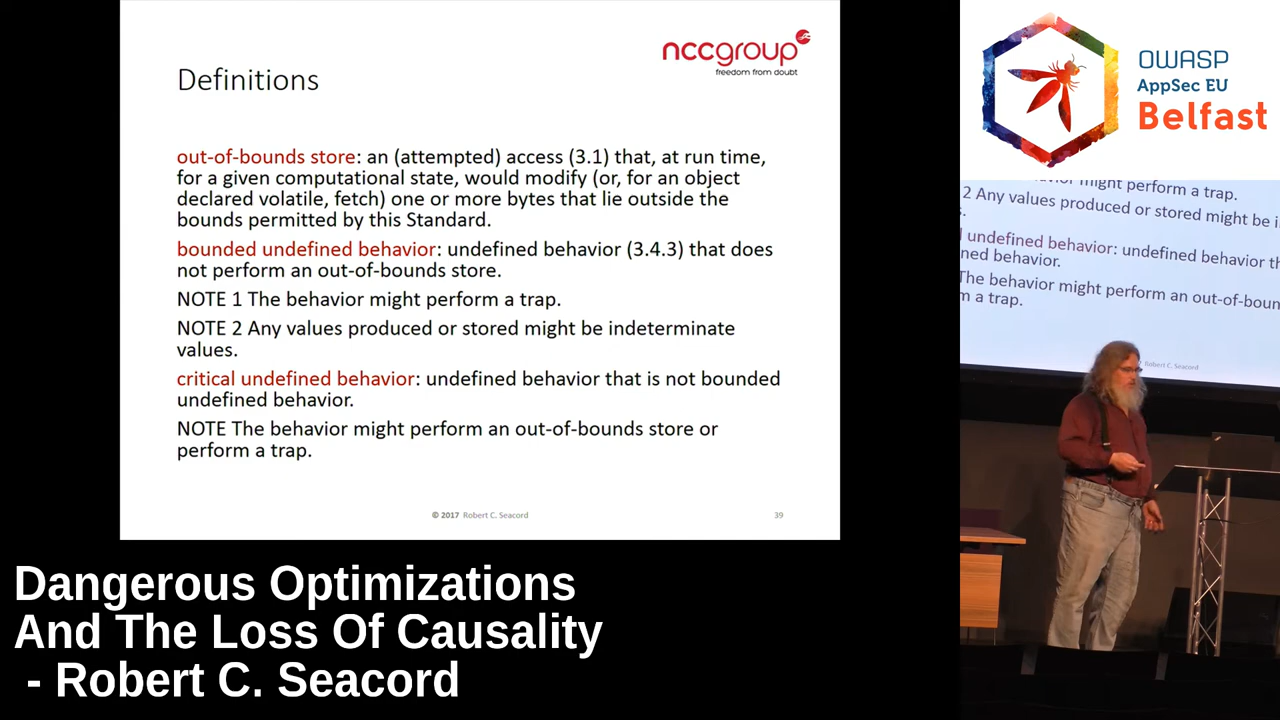 Definitions
nccgroup
freedom from doubt
out-of-bounds store: an (attempted) access (3.1) that, at run time,
for a given computational state, would modify (or, for an object
declared volatile, fetch) one or more bytes that lie outside the
bounds permitted by this Standard.
bounded undefined behavior: undefined behavior (3.4.3) that does
not perform an out-of-bounds store.
NOTE 1 The behavior might perform a trap.
NOTE 2 Any values produced or stored might be indeterminate
values.
critical undefined behavior: undefined behavior that is not bounded
undefined behavior.
NOTE The behavior might perform an out-of-bounds store or
perform a trap.
© 2017 Robert C. Seacord
39
OWASP
AppSec EU
Belfast
might perform a trap.
2 Any values produced or stored might be
undefined behavior: undefined behavior
behavior.
The behavior might perform an
a trap.
Robert C. Seacord
Dangerous Optimizations
And The Loss Of Causality
- Robert C. Seacord